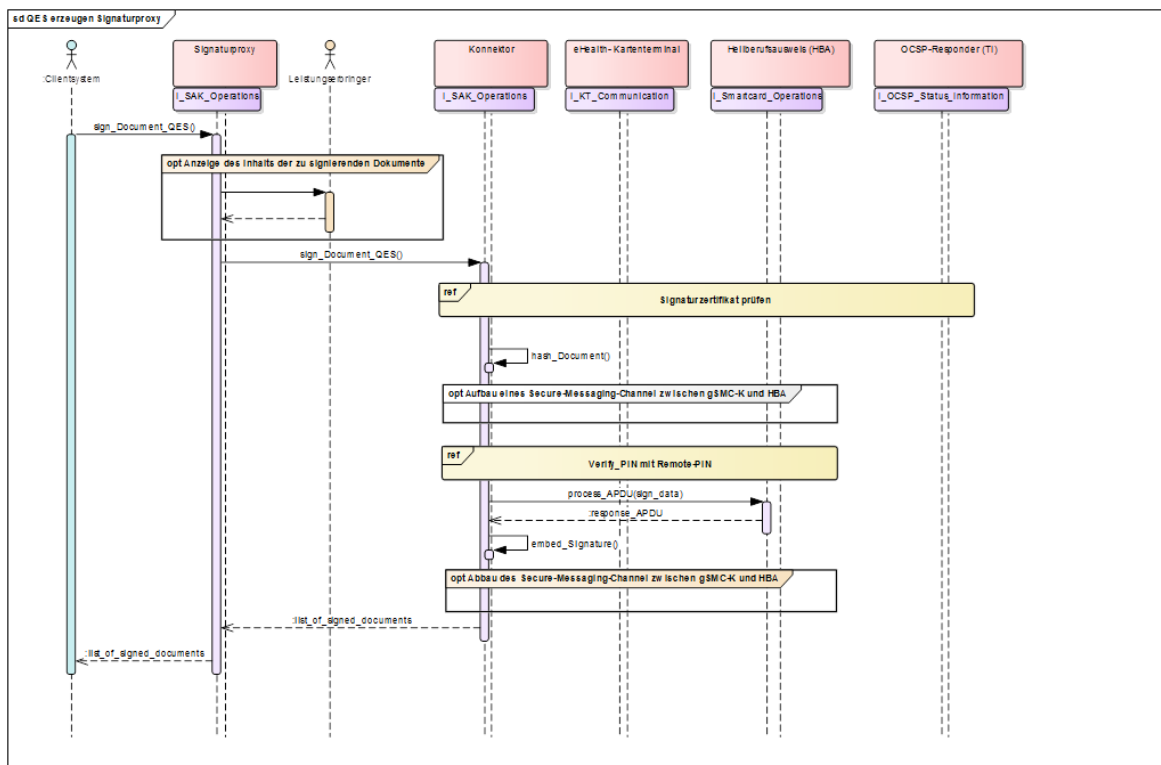 sd QES erzeugen Signaturproxy
:Clientsystem
Signaturproxy
I_SAK_Operations
Leistungserbringer
Konnektor
I_SAK_Operations
eHealth-Kartenterminal
I_KT_Communication
Heilberufsausweis (HBA)
I_Smartcard_Operations
OCSP-Responder (TI)
I_OCSP_Status_Information
sign_Document_QES()
opt Anzeige des Inhalts der zu signierenden Dokumente
sign_Document_QES()
ref
Signaturzertifikat prüfen
hash_Document()
opt Aufbau eines Secure-Messaging-Channel zwischen gSMC-K und HBA
ref
Verify_PIN mit Remote-PIN
process_APDU(sign_data)
:response_APDU
embed_Signature()
opt Abbau des Secure-Messaging-Channel zwischen gSMC-K und HBA
:list_of_signed_documents
:list_of_signed_documents